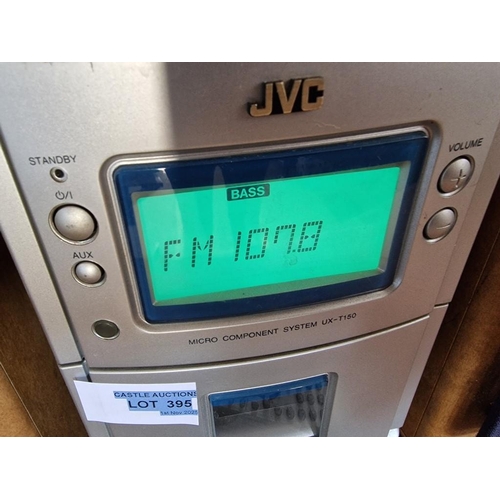 JVC
STANDBY
VOLUME
BASS
FM 107.8
AUX
MICRO COMPONENT SYSTEM UX-T150
CASTLE AUCTIONS
LOT 395